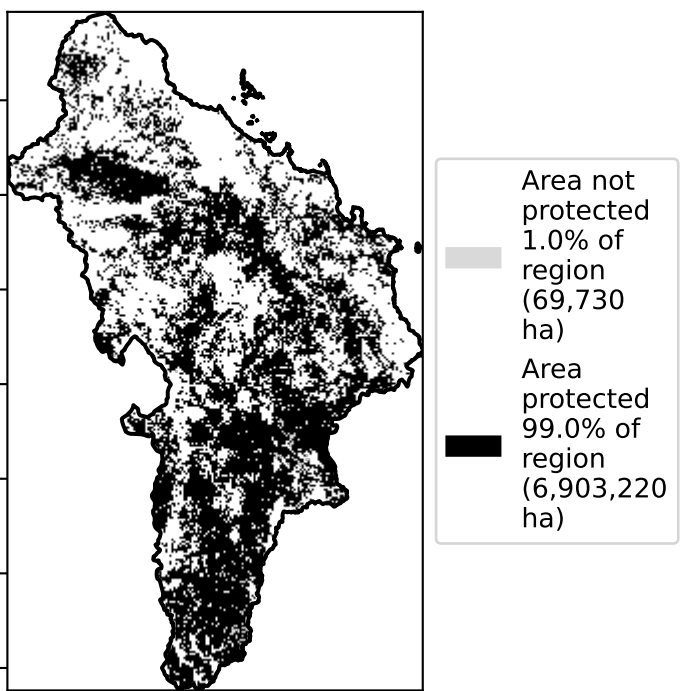 Area not
protected
1.0% of
region
(69,730
ha)
Area
protected
99.0% of
region
(6,903,220
ha)